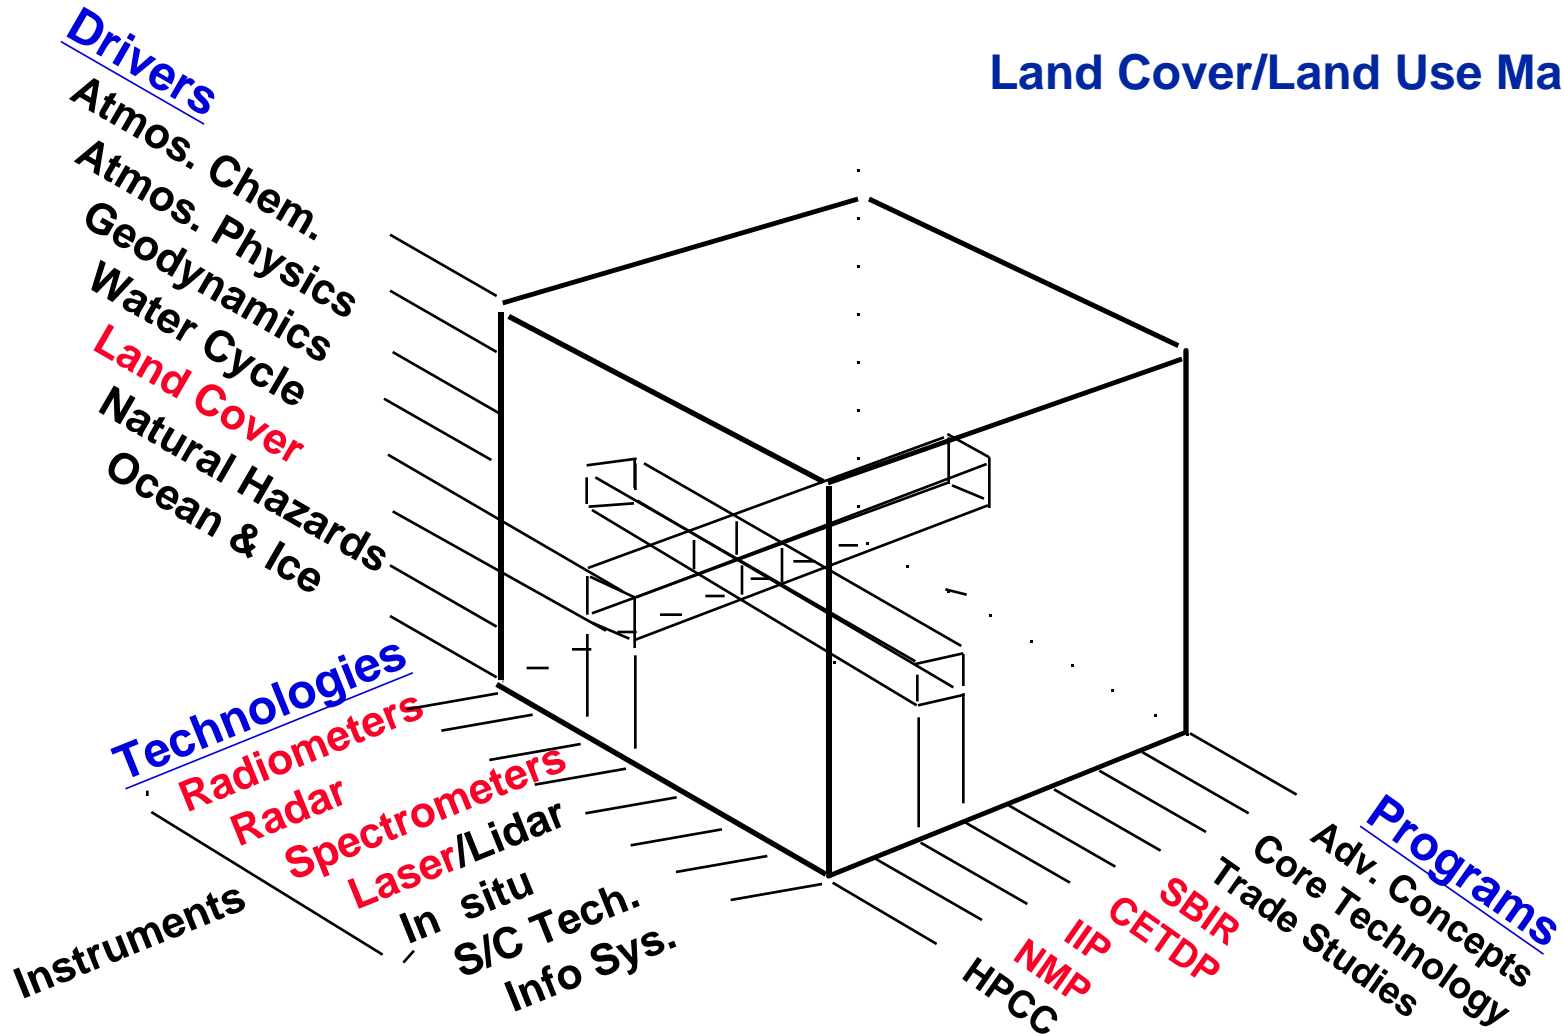 Land Cover/Land Use Ma
Drivers
Atmos. Chem.
Atmos. Physics
Geodynamics
Water Cycle
Land Cover
Natural Hazards
Ocean & Ice
Technologies
Radiometers
Radar
Spectrometers
Laser/Lidar
In situ
S/C Tech.
Info Sys.
Instruments
Programs
Adv. Concepts
Core Technology
Trade Studies
SBIR
CETDP
IIP
NMP
HPCC